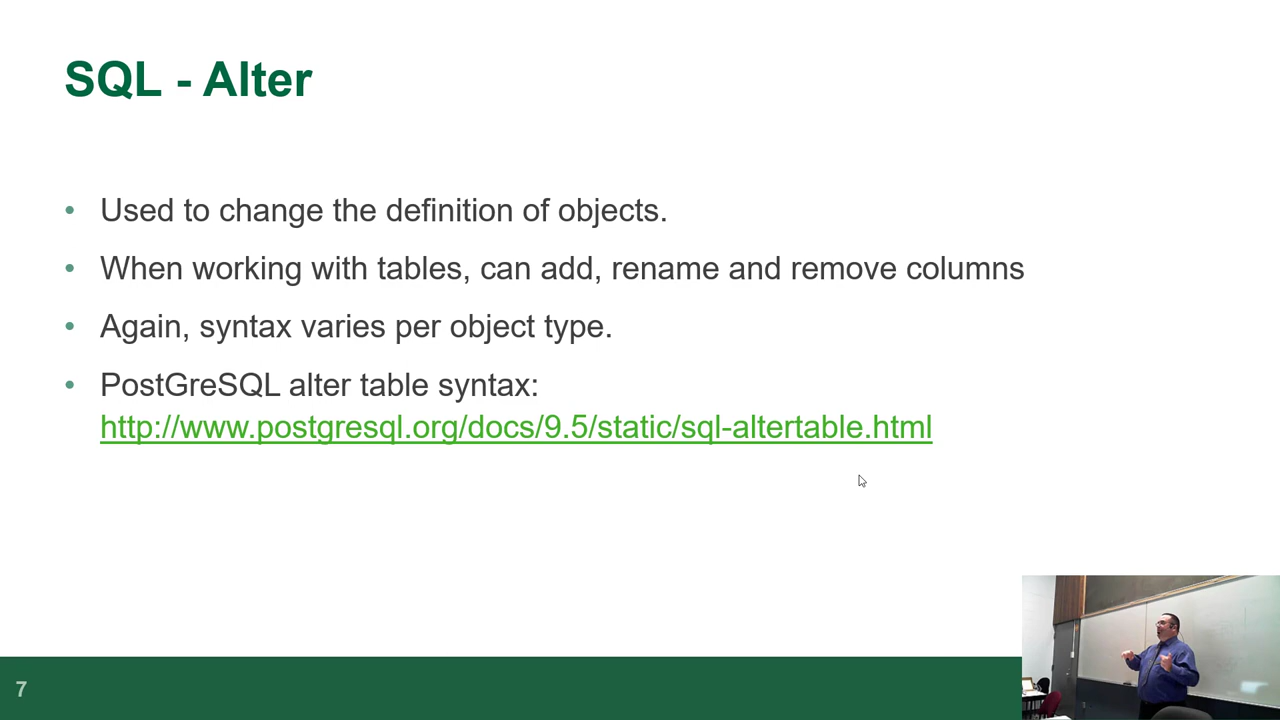 SQL - Alter
• Used to change the definition of objects.
• When working with tables, can add, rename and remove columns
• Again, syntax varies per object type.
• PostGreSQL alter table syntax:
http://www.postgresql.org/docs/9.5/static/sql-altertable.html
7